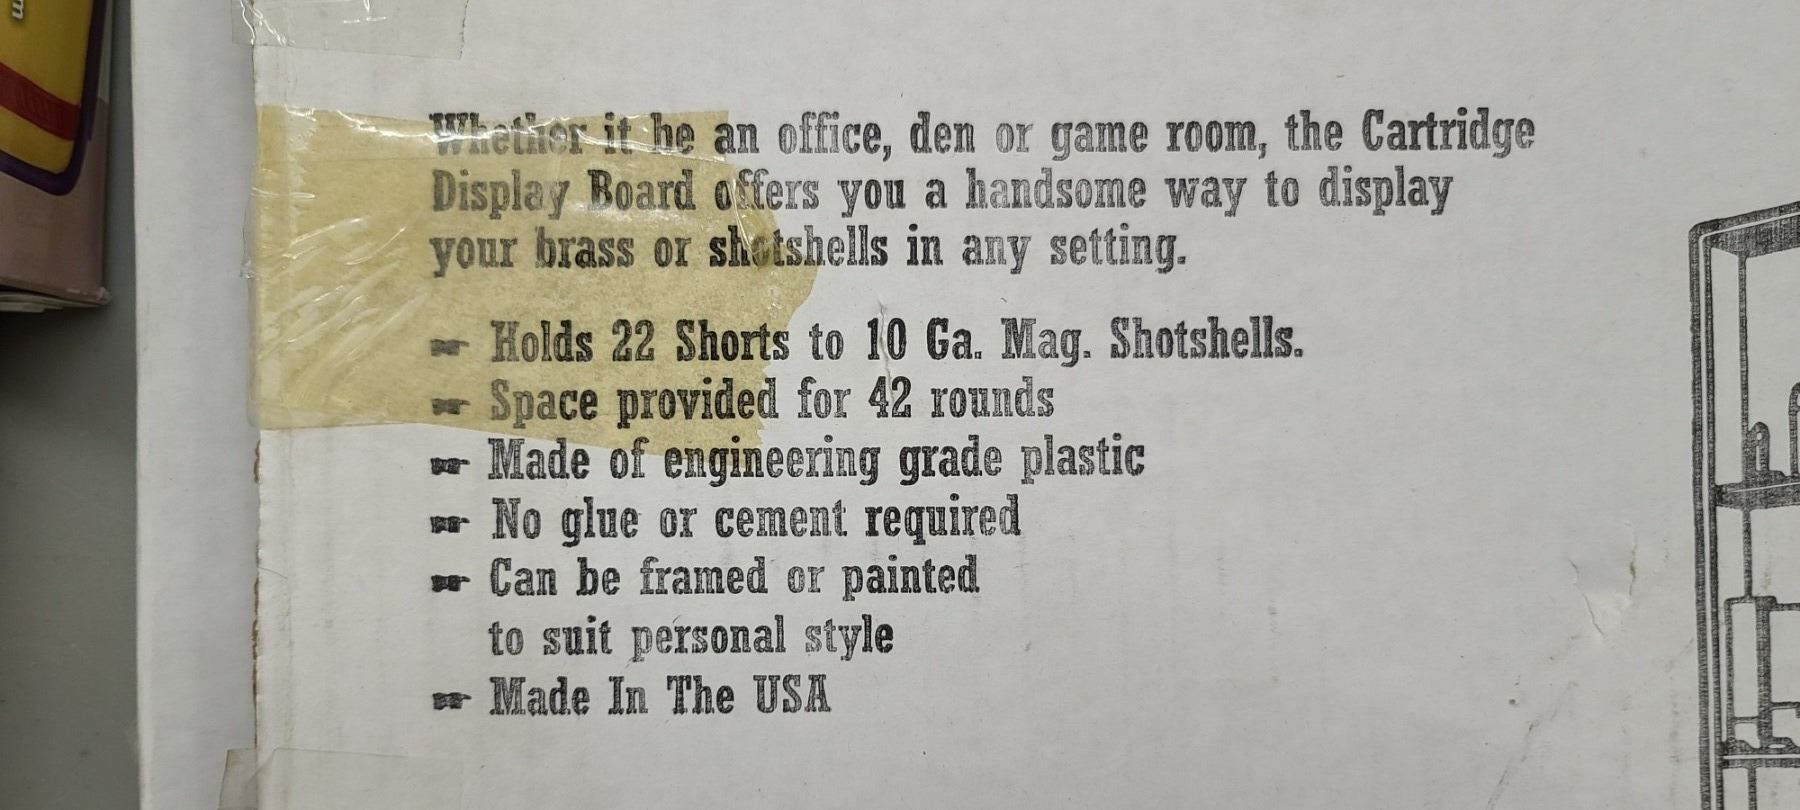 Whether it be an office, den or game room, the Cartridge
Display Board offers you a handsome way to display
your brass or shotshells in any setting.
Holds 22 Shorts to 10 Ga. Mag. Shotshells.
Space provided for 42 rounds
Made of engineering grade plastic
No glue or cement required
Can be framed or painted
to suit personal style
Made In The USA